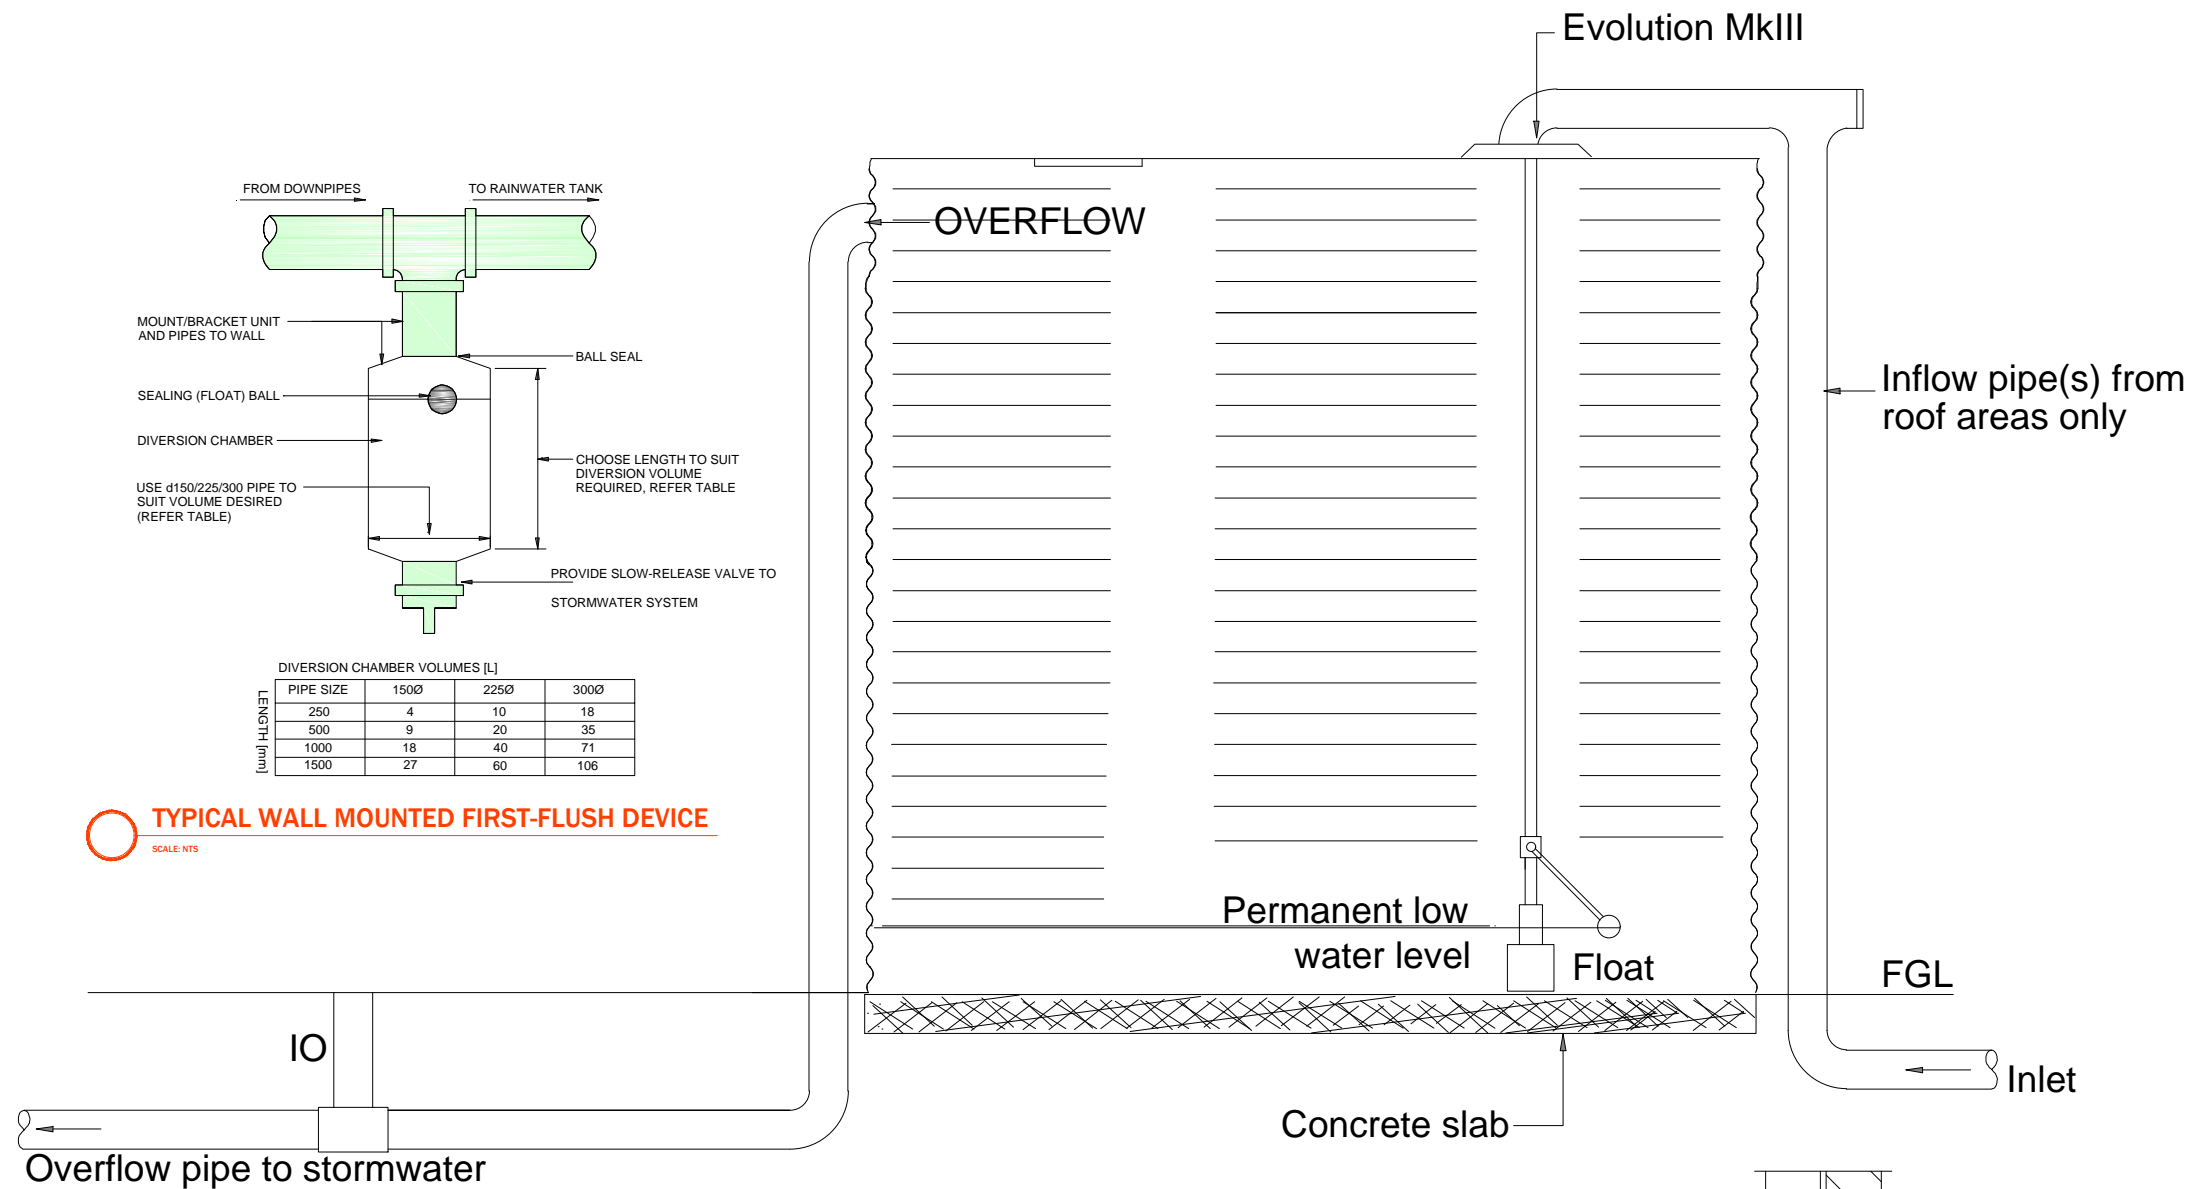 Evolution MkIII
FROM DOWNPIPES
TO RAINWATER TANK
OVERFLOW
MOUNT/BRACKET UNIT
AND PIPES TO WALL
BALL SEAL
SEALING (FLOAT) BALL
Inflow pipe(s) from
roof areas only
DIVERSION CHAMBER
CHOOSE LENGTH TO SUIT
DIVERSION VOLUME
REQUIRED, REFER TABLE
USE d150/225/300 PIPE TO
SUIT VOLUME DESIRED
(REFER TABLE)
PROVIDE SLOW-RELEASE VALVE TO
STORMWATER SYSTEM
DIVERSION CHAMBER VOLUMES [L]
LENGTH [mm]
PIPE SIZE 150Ø 225Ø 300Ø
250 4 10 18
500 9 20 35
1000 18 40 71
1500 27 60 106
TYPICAL WALL MOUNTED FIRST-FLUSH DEVICE
SCALE: NTS
Permanent low
water level
Float
FGL
IO
Inlet
Concrete slab
Overflow pipe to stormwater